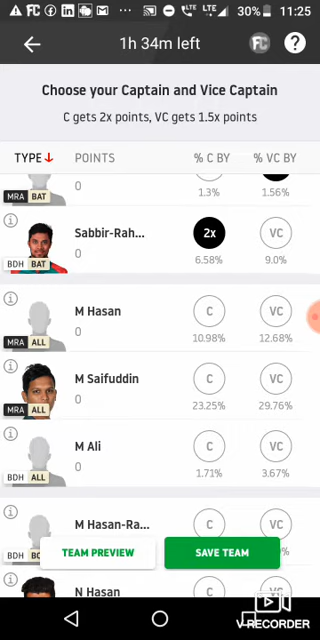 FC LTE LTE 30% 11:25
1h 34m left FC ?
Choose your Captain and Vice Captain
C gets 2x points, VC gets 1.5x points
TYPE POINTS % C BY % VC BY
0
MRA BAT 1.3% 1.56%
Sabbir-Rah... 2x VC
0
BDH BAT 6.58% 9.0%
M Hasan C VC
0
MRA ALL 10.98% 12.68%
M Saifuddin C VC
0
MRA ALL 23.25% 29.76%
M Ali C VC
0
BDH ALL 1.71% 3.67%
M Hasan-Ra... C VC
BDH
TEAM PREVIEW SAVE TEAM
N Hasan C
V-RECORDER